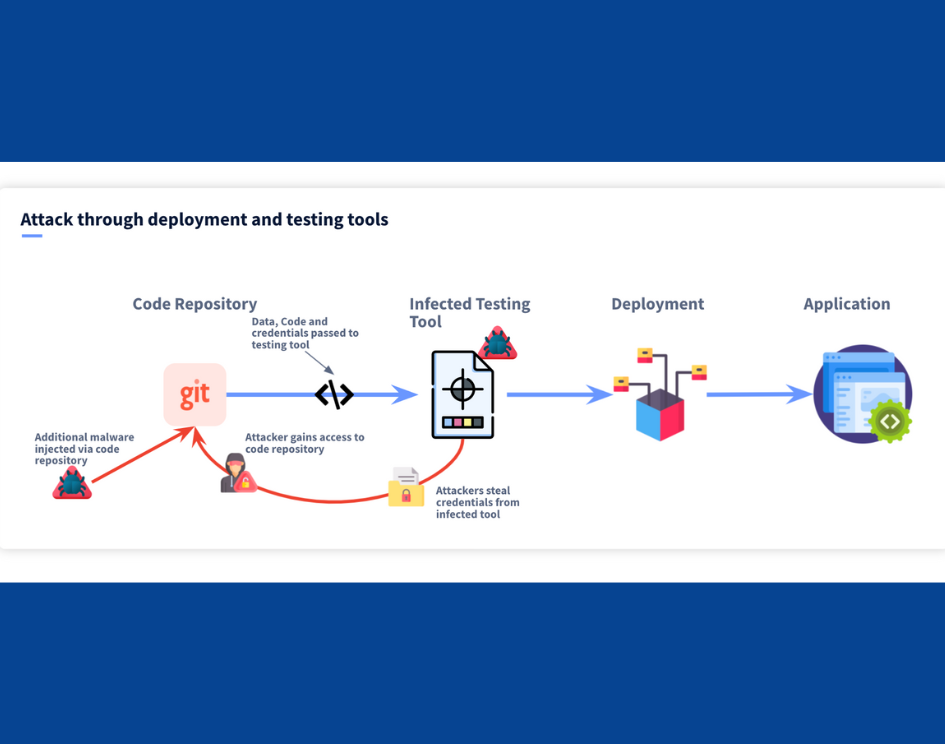 Attack through deployment and testing tools
Code Repository
Infected Testing
Tool
Deployment
Application
Data, Code and
credentials passed to
testing tool
git
Additional malware
injected via code
repository
Attacker gains access to
code repository
Attackers steal
credentials from
infected tool